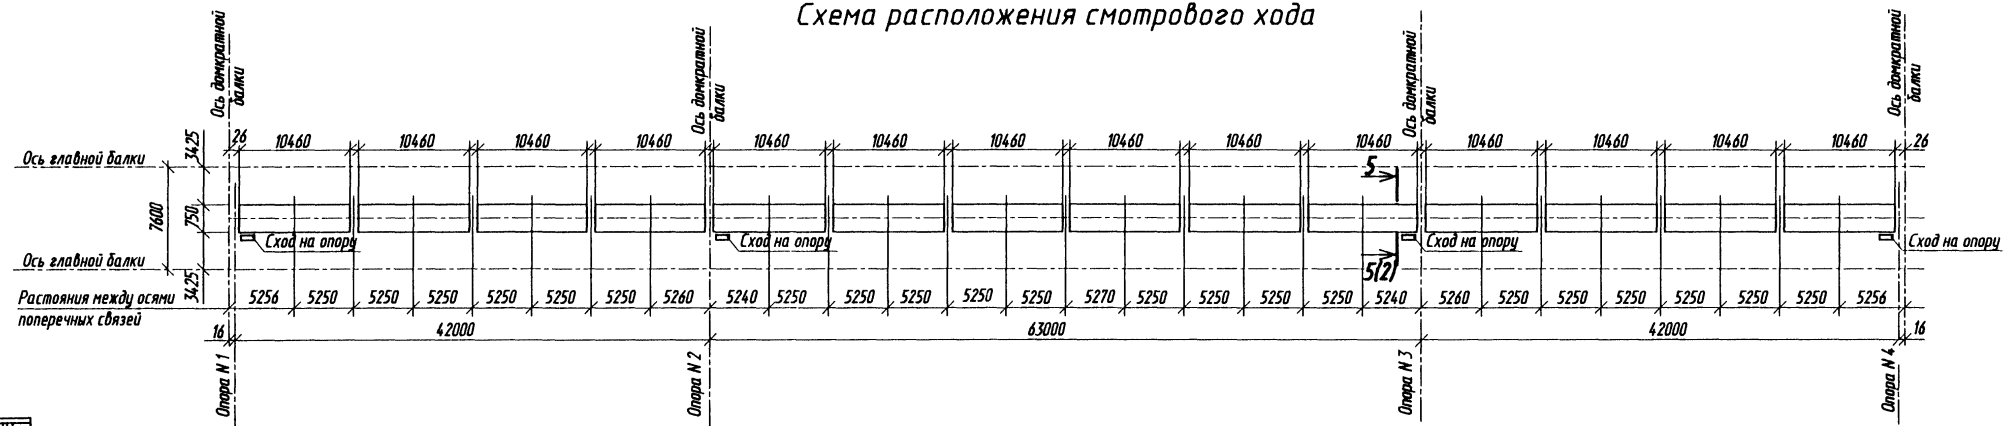 Схема расположения смотрового хода
Ось домкратной
балки
Ось домкратной
балки
Ось домкратной
балки
Ось домкратной
балки
26 10460 10460 10460 10460 10460 10460 10460 10460 10460 10460 10460 10460 10460 10460 26
3425
Ось главной балки
5
7600
750
Сход на опору
Сход на опору
Сход на опору
Сход на опору
Ось главной балки
5(2)
3425
Растояния между осями
поперечных связей
5256 5250 5250 5250 5250 5250 5250 5260 5240 5250 5250 5250 5250 5250 5270 5250 5250 5250 5250 5240 5260 5250 5250 5250 5250 5250 5250 5256
16 42000 63000 42000 16
Опора N 1
Опора N 2
Опора N 3
Опора N 4